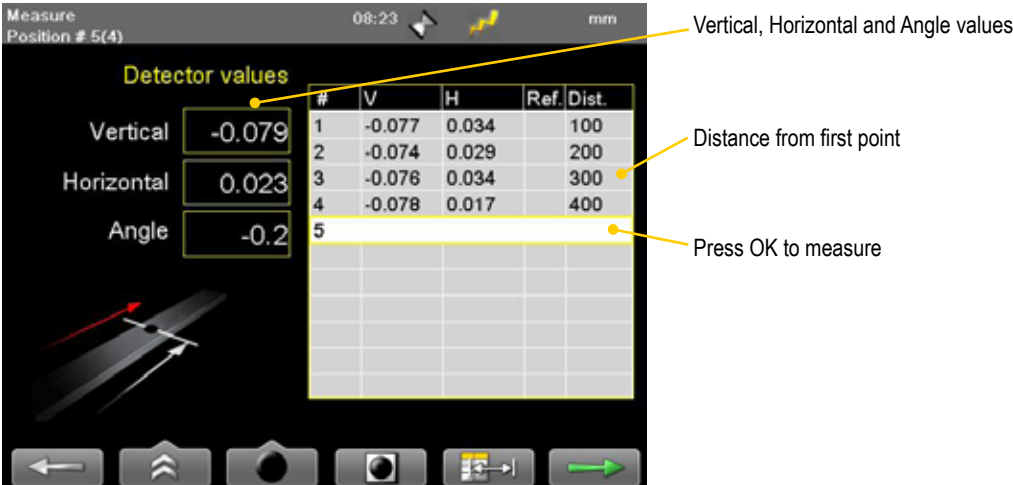 Measure 08:23 mm
Position # 5(4)
Detector values
Vertical -0.079
Horizontal 0.023
Angle -0.2
# V H Ref. Dist.
1 -0.077 0.034 100
2 -0.074 0.029 200
3 -0.076 0.034 300
4 -0.078 0.017 400
5
Vertical, Horizontal and Angle values
Distance from first point
Press OK to measure